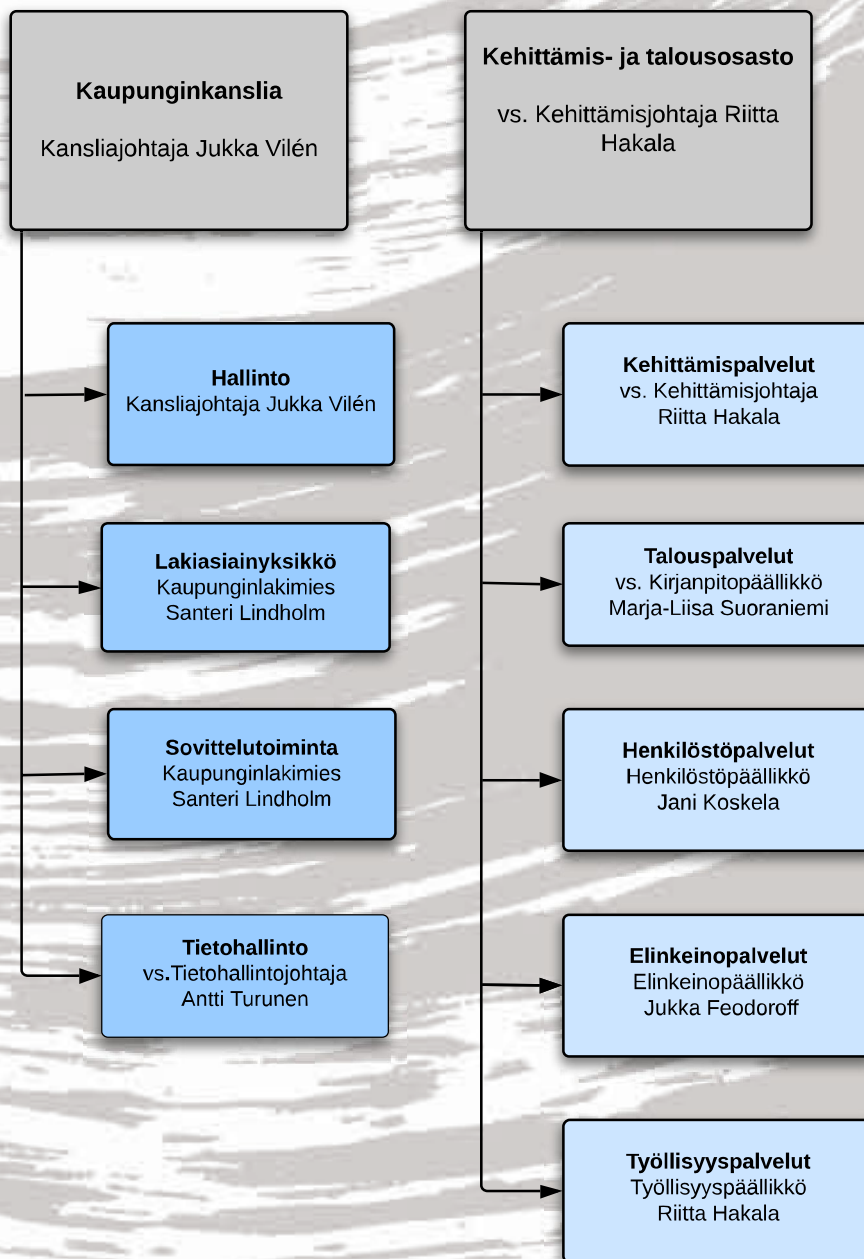 Kaupunginkanslia
Kansliajohtaja Jukka Vilén
Hallinto
Kansliajohtaja Jukka Vilén
Lakiasiainyksikkö
Kaupunginlakimies
Santeri Lindholm
Sovittelutoiminta
Kaupunginlakimies
Santeri Lindholm
Tietohallinto
vs.Tietohallintojohtaja
Antti Turunen
Kehittämis- ja talousosasto
vs. Kehittämisjohtaja Riitta
Hakala
Kehittämispalvelut
vs. Kehittämisjohtaja
Riitta Hakala
Talouspalvelut
vs. Kirjanpitopäällikkö
Marja-Liisa Suoraniemi
Henkilöstöpalvelut
Henkilöstöpäällikkö
Jani Koskela
Elinkeinopalvelut
Elinkeinopäällikkö
Jukka Feodoroff
Työllisyyspalvelut
Työllisyyspäällikkö
Riitta Hakala